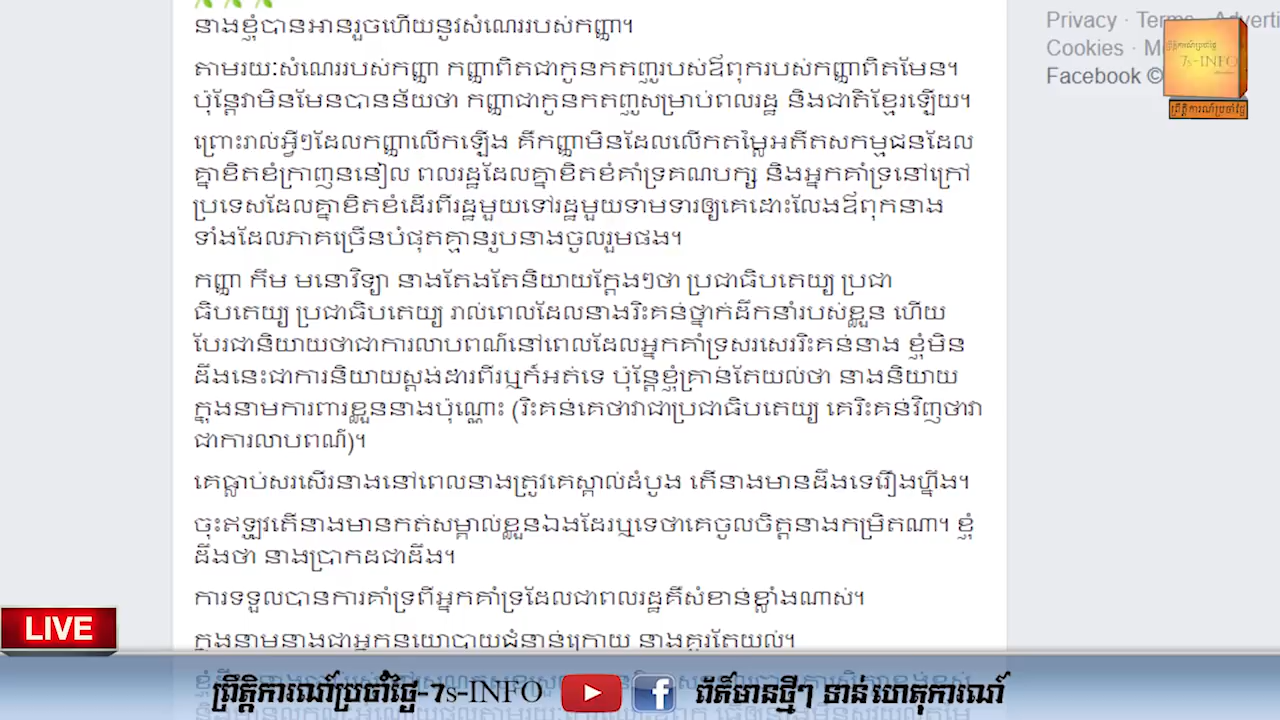 នាងខ្ញុំបានអានរួចហើយនូវសំណេររបស់កញ្ញា។
តាមរយៈសំណេររបស់កញ្ញា កញ្ញាពិតជាកូនកតញ្ញូរបស់ឪពុករបស់កញ្ញាពិតមែន។
ប៉ុន្តែវាមិនមែនបានន័យថា កញ្ញាជាកូនកតញ្ញូសម្រាប់ពលរដ្ឋ និងជាតិខ្មែរឡើយ។
ព្រោះរាល់អ្វីៗដែលកញ្ញាលើកឡើង គឺកញ្ញាមិនដែលលើកតម្លៃអតីតសកម្មជនដែល
គ្នាខិតខំក្រាញននៀល ពលរដ្ឋដែលគ្នាខិតខំគាំទ្រគណបក្ស និងអ្នកគាំទ្រនៅក្រៅ
ប្រទេសដែលគ្នាខិតខំដើរពីរដ្ឋមួយទៅរដ្ឋមួយទាមទារឲ្យគេដោះលែងឪពុកនាង
ទាំងដែលភាគច្រើនបំផុតគ្មានរូបនាងចូលរួមផង។
កញ្ញា កឹម មនោវិទ្យា នាងតែងតែនិយាយក្ដែងៗថា ប្រជាធិបតេយ្យ ប្រជា
ធិបតេយ្យ ប្រជាធិបតេយ្យ រាល់ពេលដែលនាងរិះគន់ថ្នាក់ដឹកនាំរបស់ខ្លួន ហើយ
បែរជានិយាយថាជាការលាបពណ៌នៅពេលដែលអ្នកគាំទ្រសរសេររិះគន់នាង ខ្ញុំមិន
ដឹងនេះជាការនិយាយស្ដង់ដារពីរឬក៏អត់ទេ ប៉ុន្តែខ្ញុំគ្រាន់តែយល់ថា នាងនិយាយ
ក្នុងនាមការពារខ្លួននាងប៉ុណ្ណោះ (រិះគន់គេថាវាជាប្រជាធិបតេយ្យ គេរិះគន់វិញថាវា
ជាការលាបពណ៌)។
គេធ្លាប់សរសើរនាងនៅពេលនាងត្រូវគេស្គាល់ដំបូង តើនាងមានដឹងទេរឿងហ្នឹង។
ចុះឥឡូវតើនាងមានកត់សម្គាល់ខ្លួនឯងដែរឬទេថាគេចូលចិត្តនាងកម្រិតណា។ ខ្ញុំ
ដឹងថា នាងប្រាកដជាដឹង។
ការទទួលបានការគាំទ្រពីអ្នកគាំទ្រដែលជាពលរដ្ឋគឺសំខាន់ខ្លាំងណាស់។
ក្នុងនាមនាងជាអ្នកនយោបាយជំនាន់ក្រោយ នាងគួរតែយល់។
Privacy · Terms · Adverti
Cookies ·
Facebook ©
7s-INFO
ព្រឹត្តិការណ៍ប្រចាំថ្ងៃ
LIVE
ព្រឹត្តិការណ៍ប្រចាំថ្ងៃ-7s-INFO
ព័ត៌មានថ្មីៗ ទាន់ហេតុការណ៍